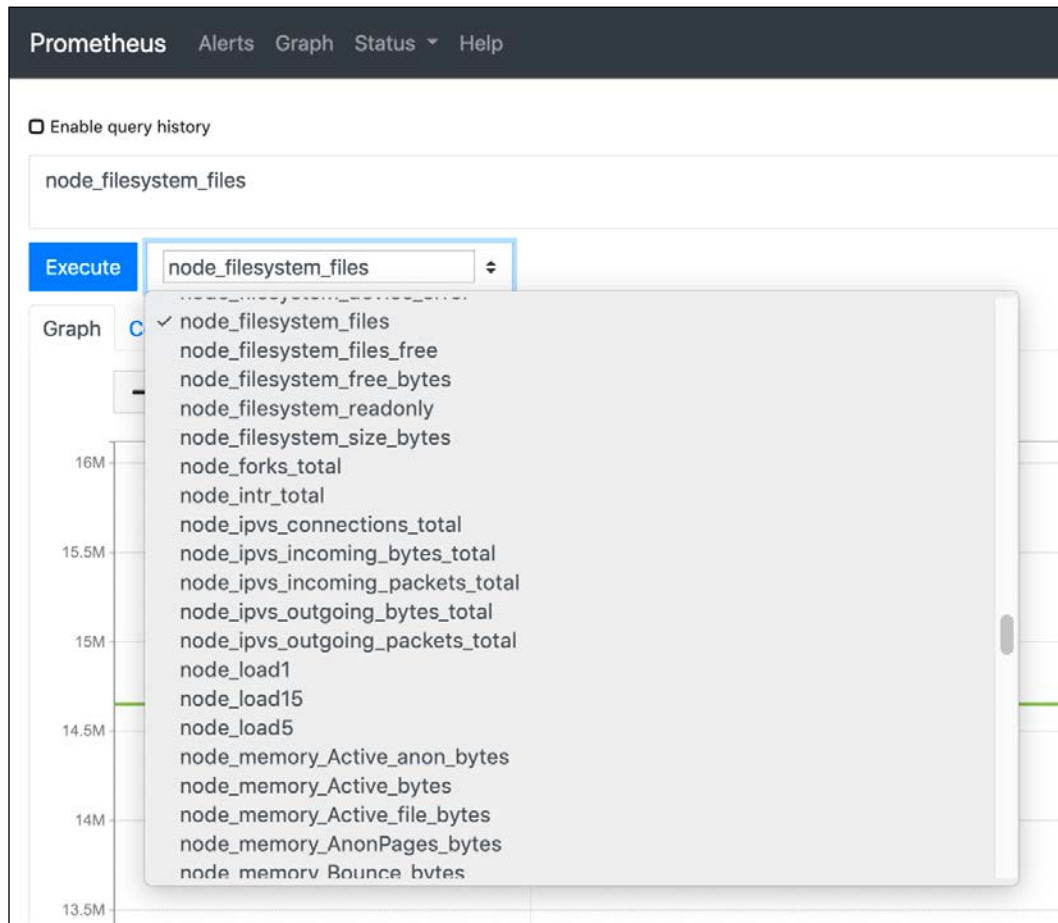 Prometheus Alerts Graph Status Help
Enable query history
node_filesystem_files
Execute node_filesystem_files
node_filesystem_device_error
Graph C ✓ node_filesystem_files
node_filesystem_files_free
node_filesystem_free_bytes
node_filesystem_readonly
node_filesystem_size_bytes
16M
node_forks_total
node_intr_total
node_ipvs_connections_total
15.5M
node_ipvs_incoming_bytes_total
node_ipvs_incoming_packets_total
node_ipvs_outgoing_bytes_total
15M
node_ipvs_outgoing_packets_total
node_load1
node_load15
node_load5
14.5M
node_memory_Active_anon_bytes
node_memory_Active_bytes
node_memory_Active_file_bytes
14M
node_memory_AnonPages_bytes
node_memory_Bounce_bytes
13.5M